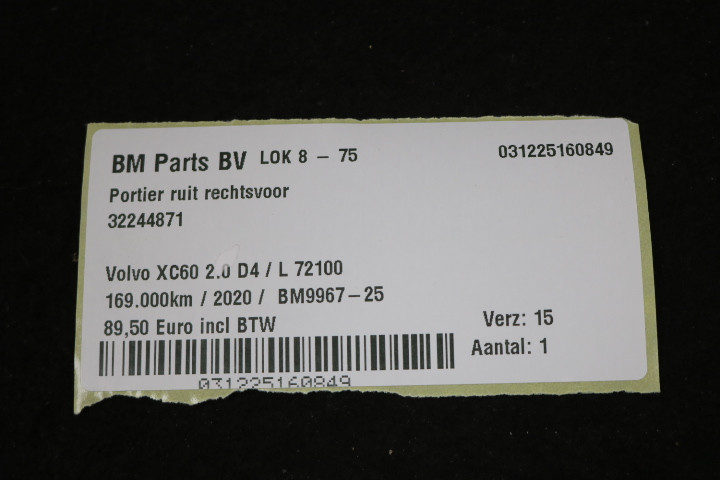 BM Parts BV LOK 8 - 75 031225160849
Portier ruit rechtsvoor
32244871
Volvo XC60 2.0 D4 / L 72100
169.000km / 2020 / BM9967-25
89,50 Euro incl BTW Verz: 15
Aantal: 1
031225160849